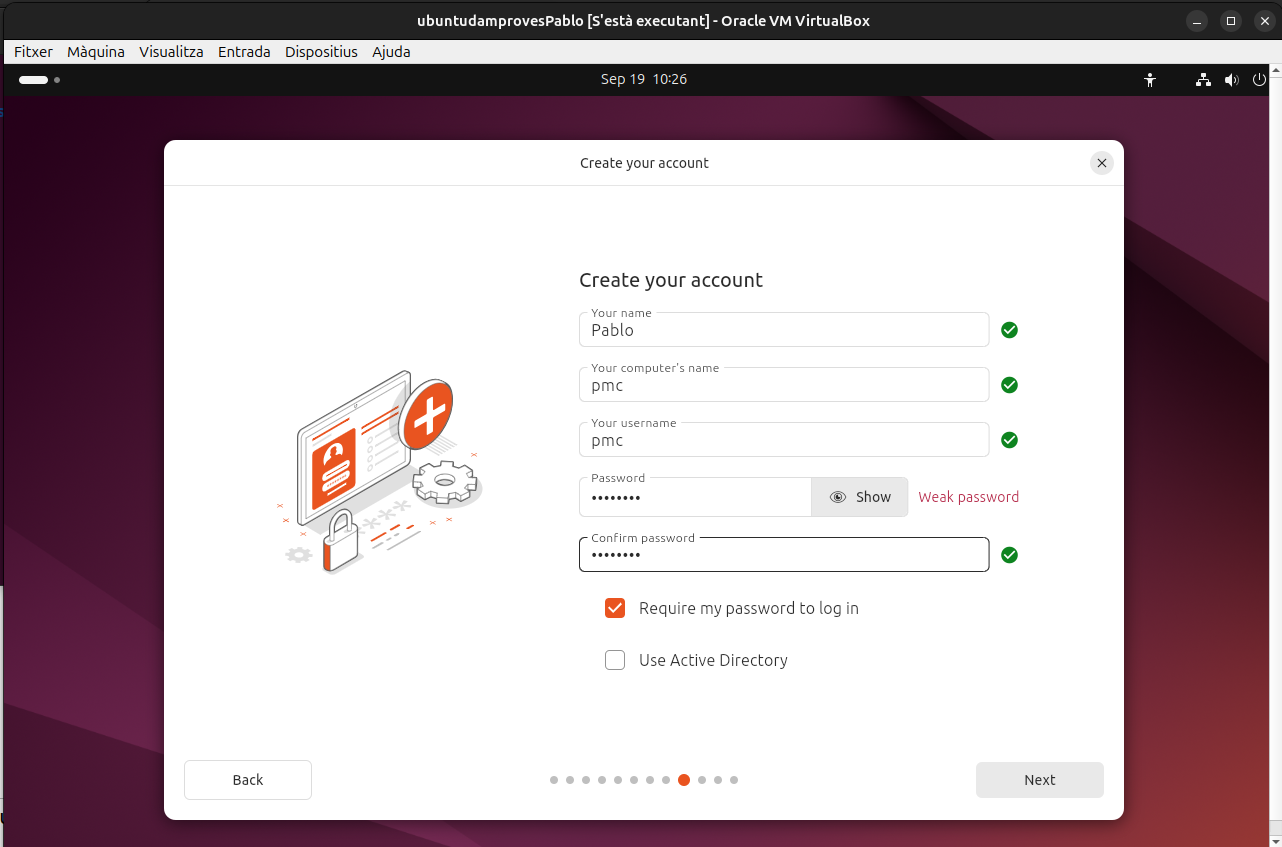 ubuntudamprovesPablo [S'està executant] - Oracle VM VirtualBox
Fitxer Màquina Visualitza Entrada Dispositius Ajuda
Sep 19 10:26
Create your account
Create your account
Your name
Pablo
Your computer's name
pmc
Your username
pmc
Password
•••••••• Show Weak password
Confirm password
••••••••
Require my password to log in
Use Active Directory
Back Next